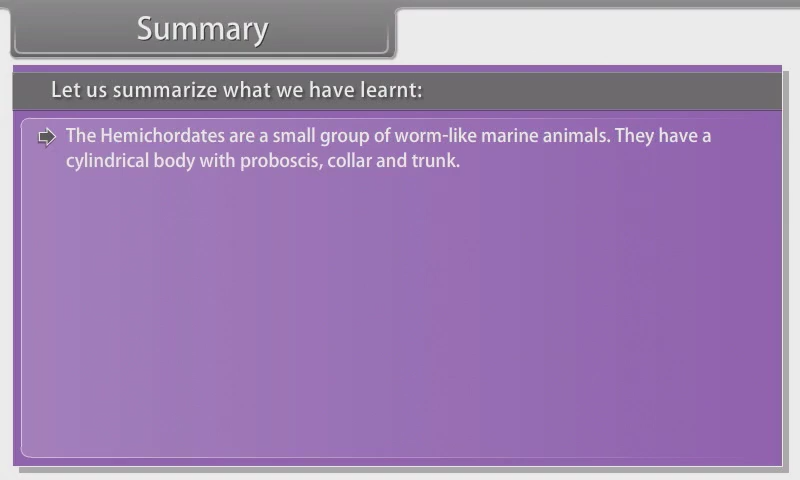 Summary
Let us summarize what we have learnt:
The Hemichordates are a small group of worm-like marine animals. They have a
cylindrical body with proboscis, collar and trunk.